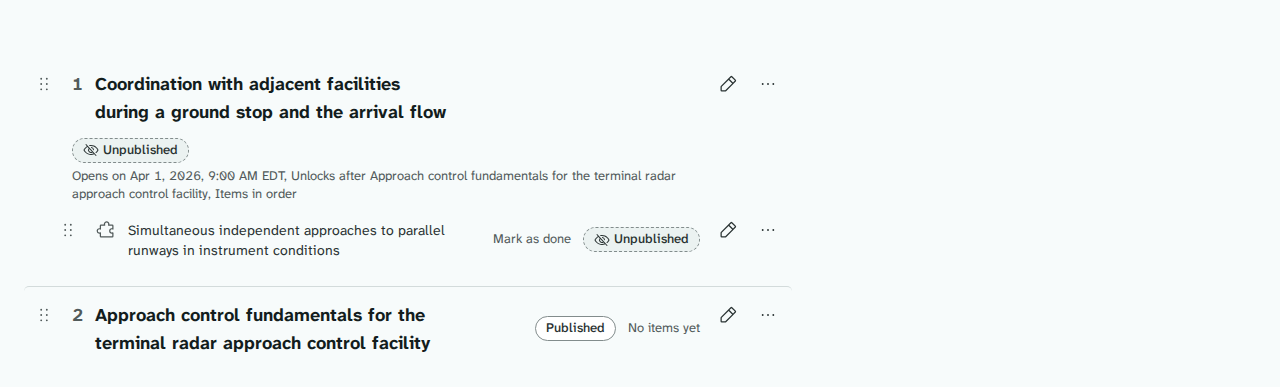 1 Coordination with adjacent facilities
during a ground stop and the arrival flow
Unpublished
Opens on Apr 1, 2026, 9:00 AM EDT, Unlocks after Approach control fundamentals for the terminal radar
approach control facility, Items in order
Simultaneous independent approaches to parallel
runways in instrument conditions
Mark as done Unpublished
2 Approach control fundamentals for the
terminal radar approach control facility
Published No items yet